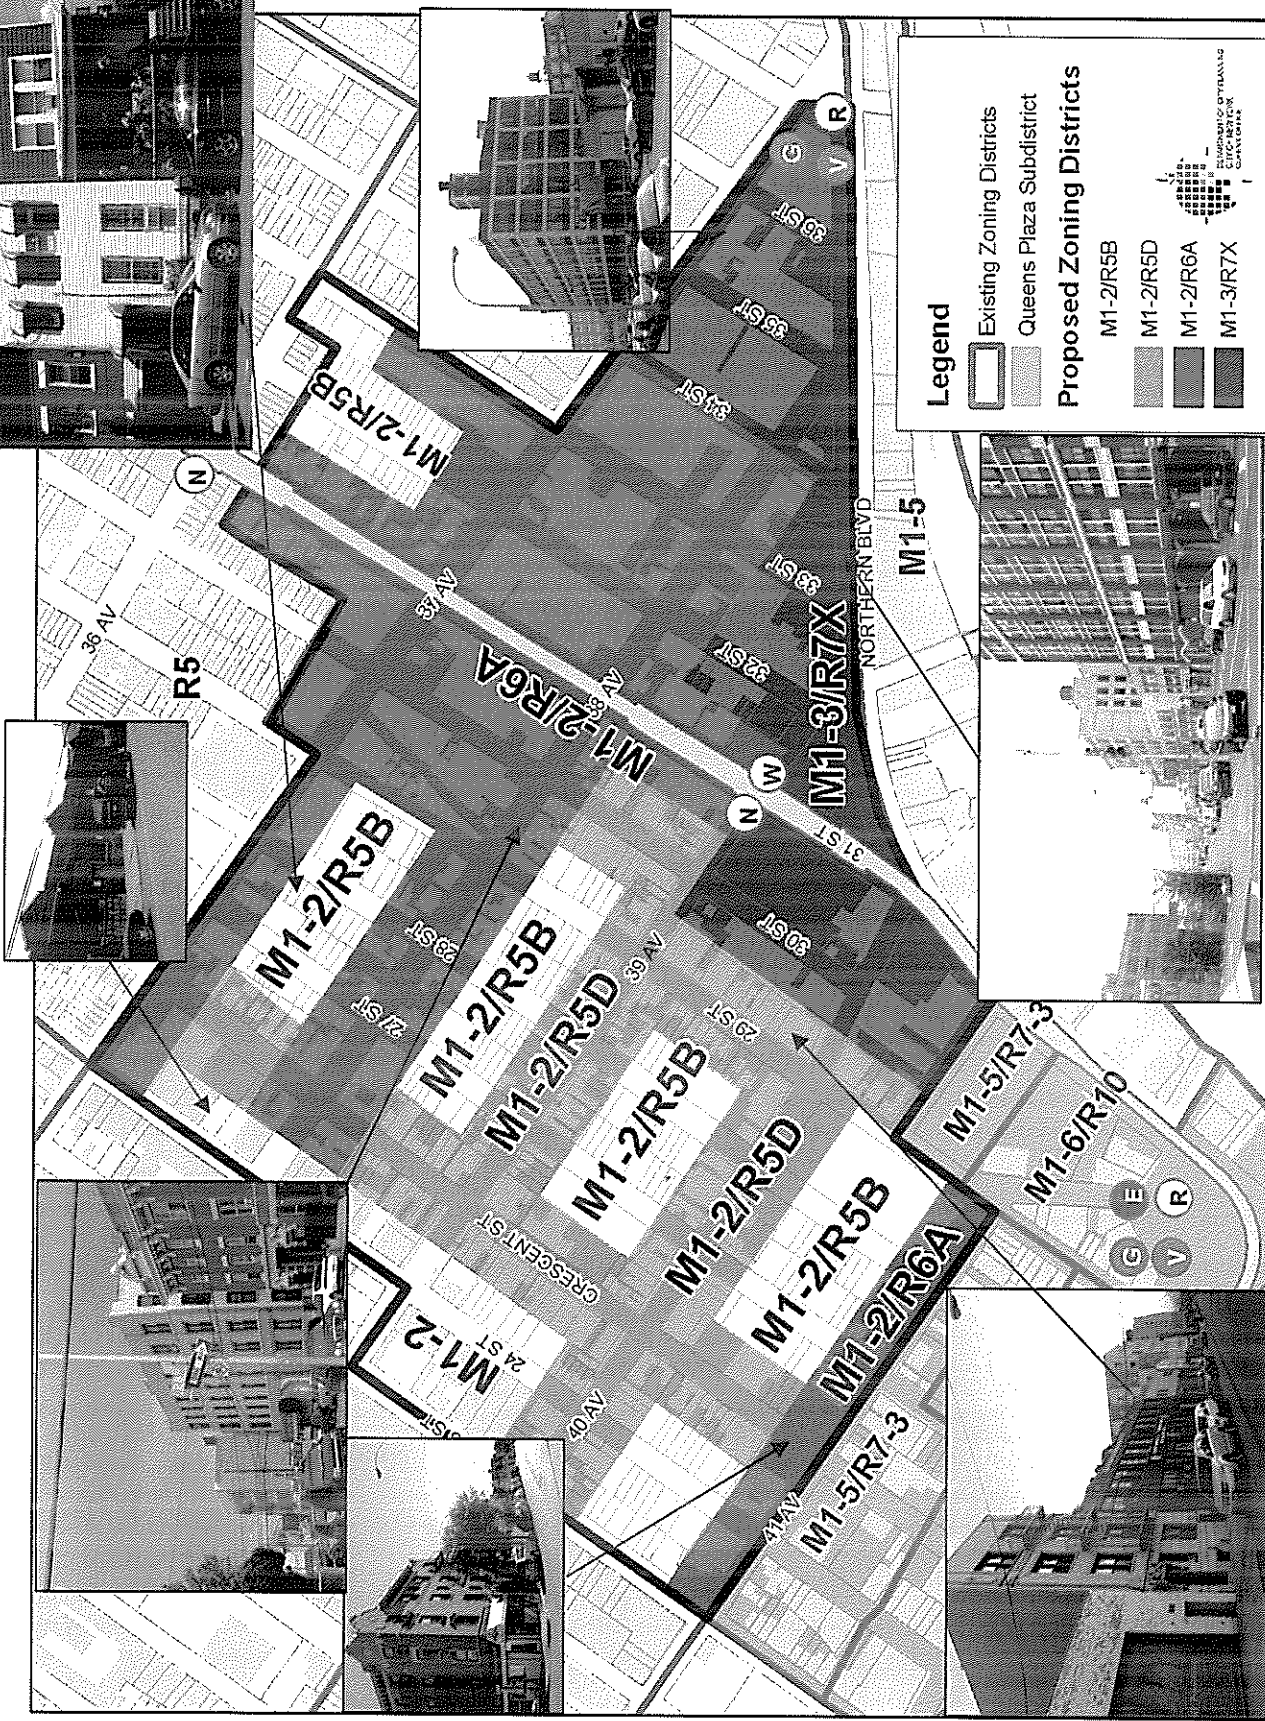 Legend
Existing Zoning Districts
Queens Plaza Subdistrict
Proposed Zoning Districts
M1-2/R5B
M1-2/R5D
M1-2/R6A
M1-3/R7X
N
36 AV
R5
M1-2/R5B
37 AV
M1-2/R6A
38 AV
34 ST
35 ST
36 ST
G
R
V
33 ST
32 ST
M1-3/R7X
NORTHERN BLVD
M1-5
N
W
31 ST
30 ST
M1-2/R5B
28 ST
27 ST
M1-2/R5B
M1-2/R5D
39 AV
29 ST
M1-2/R5B
M1-2/R5D
CRESCENT ST
M1-2
24 ST
40 AV
M1-2/R5B
M1-2/R6A
41 AV
M1-5/R7-3
M1-5/R7-3
M1-6/R10
G
E
V
R